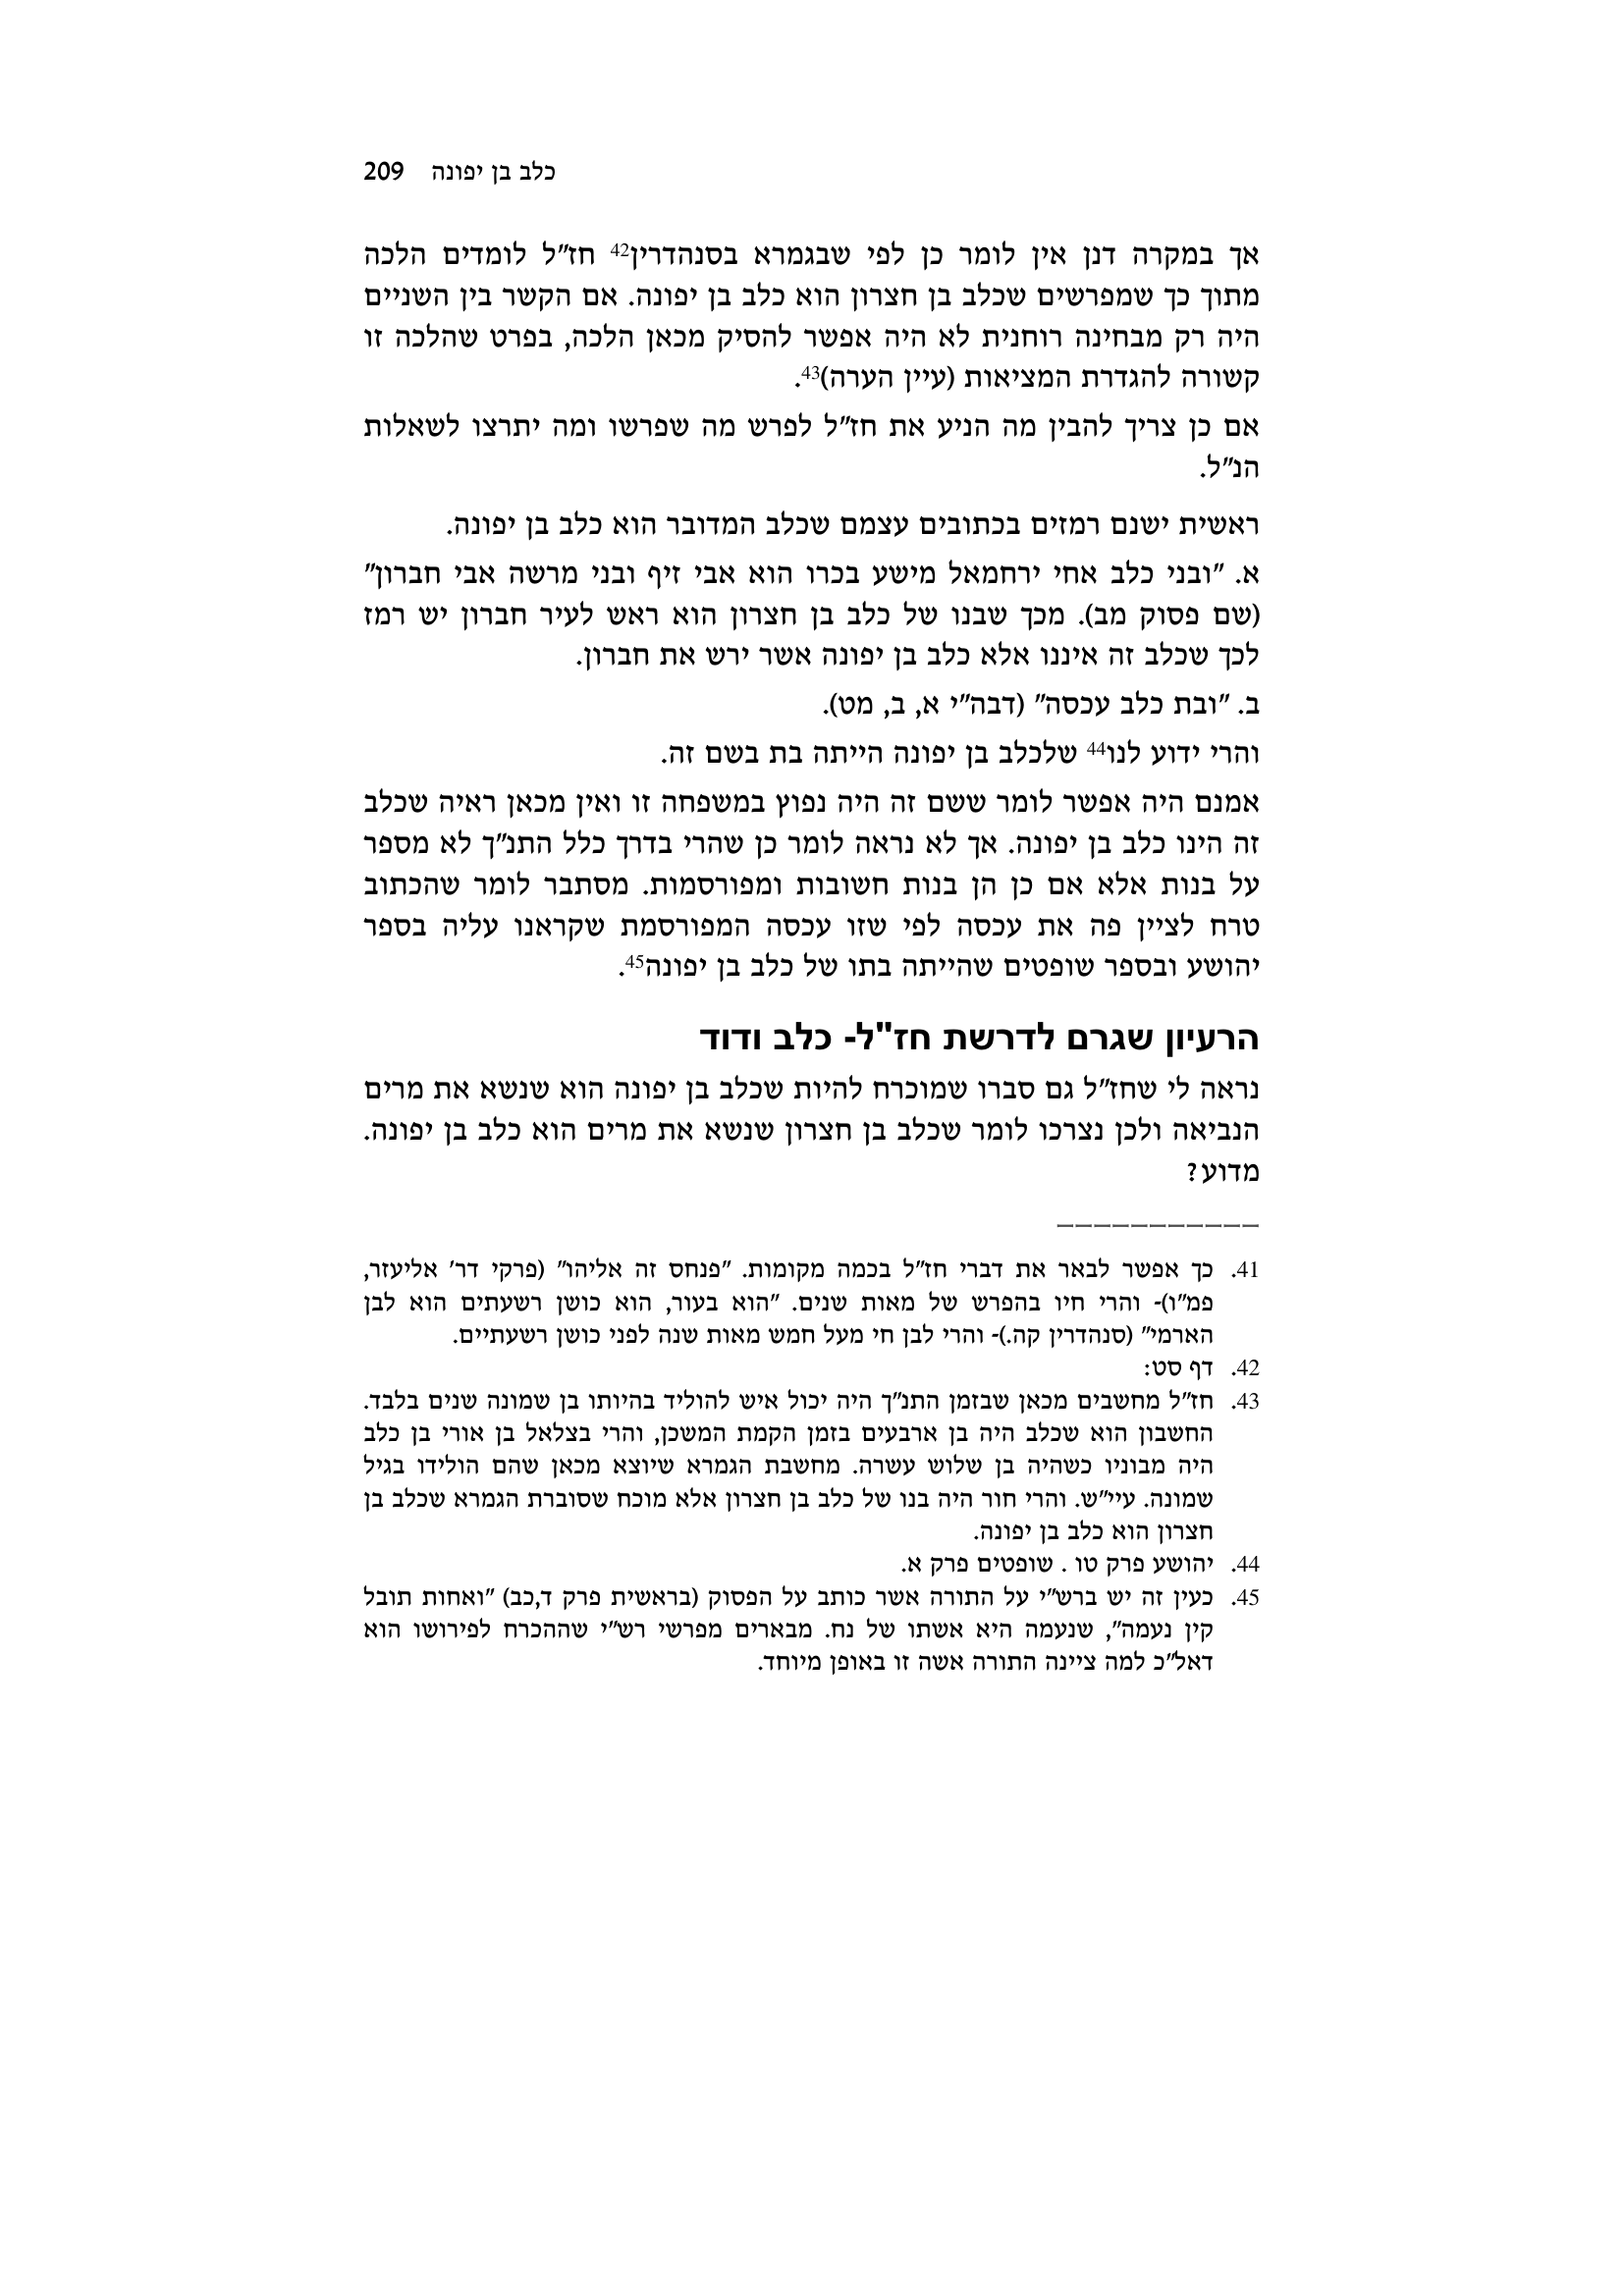 כלב בן יפונה 209
אך במקרה דנן אין לומר כן לפי שבגמרא בסנהדרין42 חז"ל לומדים הלכה
מתוך כך שמפרשים שכלב בן חצרון הוא כלב בן יפונה. אם הקשר בין השניים
היה רק מבחינה רוחנית לא היה אפשר להסיק מכאן הלכה, בפרט שהלכה זו
קשורה להגדרת המציאות (עיין הערה)43.
אם כן צריך להבין מה הניע את חז"ל לפרש מה שפרשו ומה יתרצו לשאלות
הנ"ל.
ראשית ישנם רמזים בכתובים עצמם שכלב המדובר הוא כלב בן יפונה.
א. "ובני כלב אחי ירחמאל מישע בכרו הוא אבי זיף ובני מרשה אבי חברון"
(שם פסוק מב). מכך שבנו של כלב בן חצרון הוא ראש לעיר חברון יש רמז
לכך שכלב זה איננו אלא כלב בן יפונה אשר ירש את חברון.
ב. "ובת כלב עכסה" (דבה"י א, ב, מט).
והרי ידוע לנו44 שלכלב בן יפונה הייתה בת בשם זה.
אמנם היה אפשר לומר ששם זה היה נפוץ במשפחה זו ואין מכאן ראיה שכלב
זה הינו כלב בן יפונה. אך לא נראה לומר כן שהרי בדרך כלל התנ"ך לא מספר
על בנות אלא אם כן הן בנות חשובות ומפורסמות. מסתבר לומר שהכתוב
טרח לציין פה את עכסה לפי שזו עכסה המפורסמת שקראנו עליה בספר
יהושע ובספר שופטים שהייתה בתו של כלב בן יפונה45.
הרעיון שגרם לדרשת חז"ל- כלב ודוד
נראה לי שחז"ל גם סברו שמוכרח להיות שכלב בן יפונה הוא שנשא את מרים
הנביאה ולכן נצרכו לומר שכלב בן חצרון שנשא את מרים הוא כלב בן יפונה.
מדוע?
41. כך אפשר לבאר את דברי חז"ל בכמה מקומות. "פנחס זה אליהו" (פרקי דר' אליעזר,
פמ"ו)- והרי חיו בהפרש של מאות שנים. "הוא בעור, הוא כושן רשעתים הוא לבן
הארמי" (סנהדרין קה.)- והרי לבן חי מעל חמש מאות שנה לפני כושן רשעתיים.
42. דף סט:
43. חז"ל מחשבים מכאן שבזמן התנ"ך היה יכול איש להוליד בהיותו בן שמונה שנים בלבד.
החשבון הוא שכלב היה בן ארבעים בזמן הקמת המשכן, והרי בצלאל בן אורי בן כלב
היה מבוניו כשהיה בן שלוש עשרה. מחשבת הגמרא שיוצא מכאן שהם הולידו בגיל
שמונה. עיי"ש. והרי חור היה בנו של כלב בן חצרון אלא מוכח שסוברת הגמרא שכלב בן
חצרון הוא כלב בן יפונה.
44. יהושע פרק טו . שופטים פרק א.
45. כעין זה יש ברש"י על התורה אשר כותב על הפסוק (בראשית פרק ד,כב) "ואחות תובל
קין נעמה", שנעמה היא אשתו של נח. מבארים מפרשי רש"י שההכרח לפירושו הוא
דאל"כ למה ציינה התורה אשה זו באופן מיוחד.